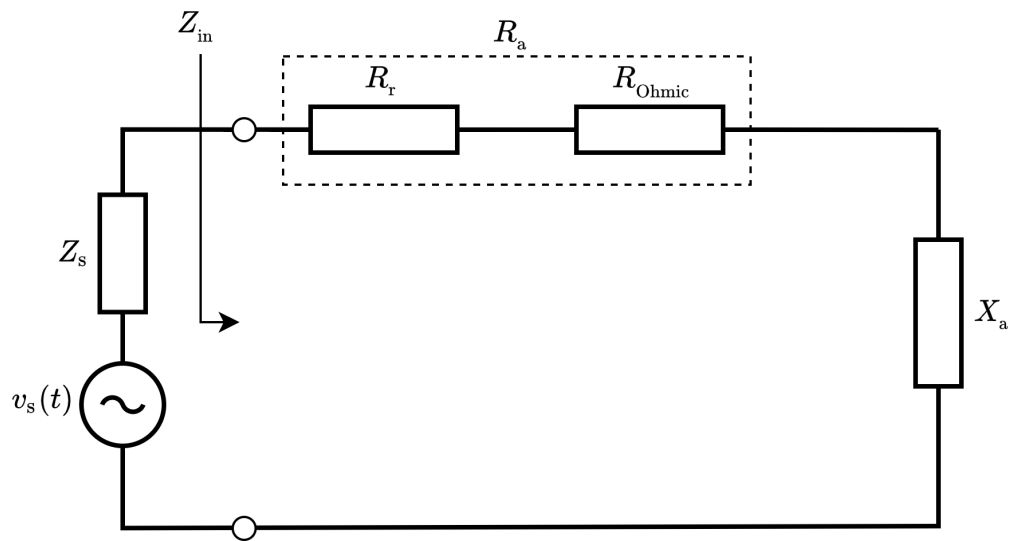 Z_in
R_a
R_r
R_Ohmic
Z_s
X_a
v_s(t)